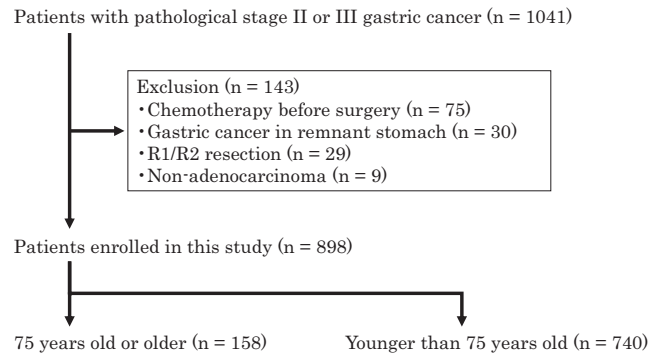 Patients with pathological stage II or III gastric cancer (n = 1041)
Exclusion (n = 143)
・Chemotherapy before surgery (n = 75)
・Gastric cancer in remnant stomach (n = 30)
・R1/R2 resection (n = 29)
・Non-adenocarcinoma (n = 9)
Patients enrolled in this study (n = 898)
75 years old or older (n = 158)
Younger than 75 years old (n = 740)